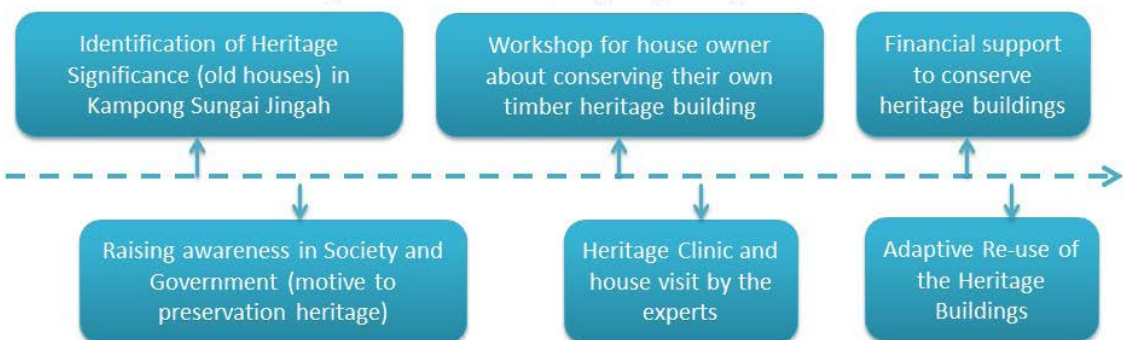 Identification of Heritage
Significance (old houses) in
Kampong Sungai Jingah
Workshop for house owner
about conserving their own
timber heritage building
Financial support
to conserve
heritage buildings
Raising awareness in Society and
Government (motive to
preservation heritage)
Heritage Clinic and
house visit by the
experts
Adaptive Re-use of
the Heritage
Buildings